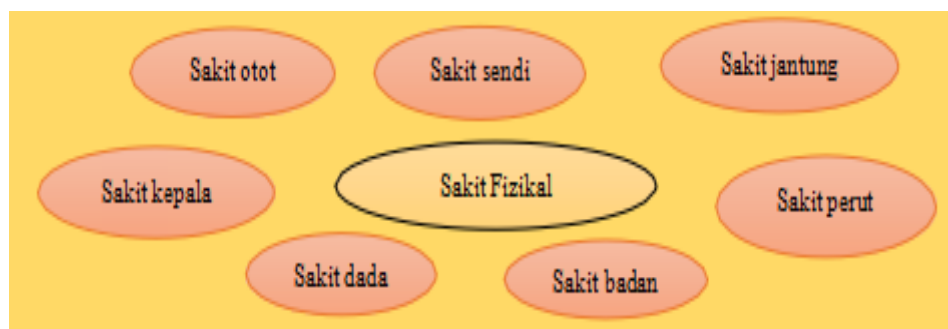 Sakit otot
Sakit sendi
Sakit jantung
Sakit kepala
Sakit Fizikal
Sakit perut
Sakit dada
Sakit badan